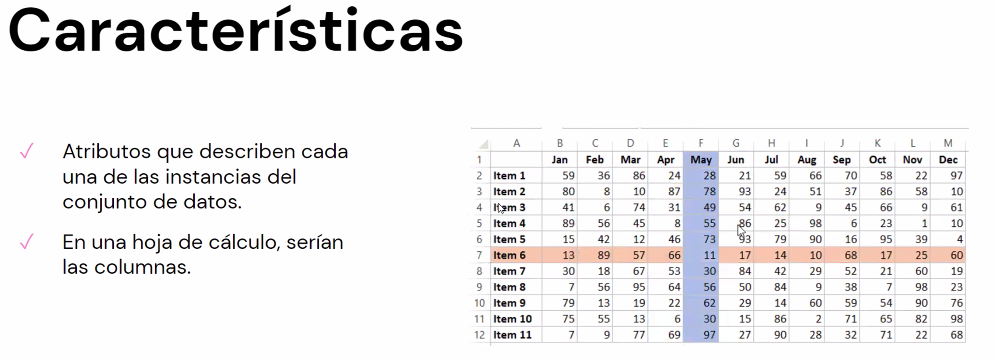 Características
✓ Atributos que describen cada
una de las instancias del
conjunto de datos.
✓ En una hoja de cálculo, serían
las columnas.
A B C D E F G H I J K L M
1 Jan Feb Mar Apr May Jun Jul Aug Sep Oct Nov Dec
2 Item 1 59 36 86 24 28 21 59 66 70 58 22 97
3 Item 2 80 8 10 87 78 93 24 51 37 86 58 10
4 Item 3 41 6 74 31 49 54 62 9 45 66 9 61
5 Item 4 89 56 45 8 55 86 25 98 6 23 1 10
6 Item 5 15 42 12 46 73 93 79 90 16 95 39 4
7 Item 6 13 89 57 66 11 17 14 10 68 17 25 60
8 Item 7 30 18 67 53 30 84 42 29 52 21 60 19
9 Item 8 7 56 95 64 56 50 84 9 38 7 98 23
10 Item 9 79 13 19 22 62 29 14 60 59 54 90 76
11 Item 10 75 55 13 6 30 15 86 2 71 65 82 98
12 Item 11 7 9 77 69 97 27 90 28 32 71 22 68